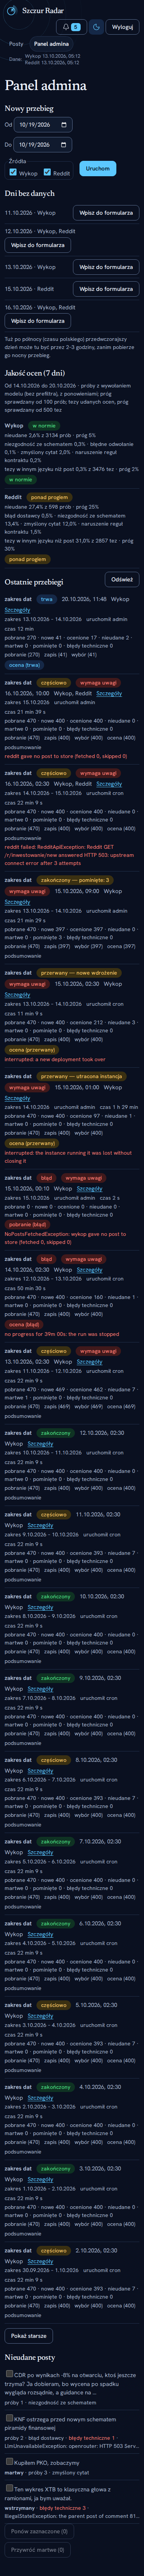 Szczur Radar
5
Wyloguj
Posty
Panel admina
Dane: Wykop 13.10.2026, 05:12
Reddit 13.10.2026, 05:12
Panel admina
Nowy przebieg
Od 10/19/2026
Do 10/19/2026
Źródła
Wykop Reddit
Uruchom
Dni bez danych
11.10.2026 · Wykop
Wpisz do formularza
12.10.2026 · Wykop, Reddit
Wpisz do formularza
13.10.2026 · Wykop
Wpisz do formularza
15.10.2026 · Reddit
Wpisz do formularza
16.10.2026 · Wykop, Reddit
Wpisz do formularza
Tuż po północy (czasu polskiego) przedwczorajszy
dzień może tu być przez 2–3 godziny, zanim pobierze
go nocny przebieg.
Jakość ocen (7 dni)
Od 14.10.2026 do 20.10.2026 · próby z wywołaniem
modelu (bez prefiltra), z ponowieniami; próg
sprawdzany od 100 prób; tezy udanych ocen, próg
sprawdzany od 500 tez
Wykop w normie
nieudane 2,6% z 3134 prób · próg 5%
niezgodność ze schematem 0,3% · błędne dosłowność
0,1% · zmyślony cytat 2,0% · naruszenie reguł
kontraktu 0,2%
tezy w innym języku niż post 0,3% z 3476 tez · próg 2%
w normie
Reddit ponad progiem
nieudane 27,4% z 598 prób · próg 25%
błąd dostawcy 0,5% · niezgodność ze schematem
13,4% · zmyślony cytat 12,0% · naruszenie reguł
kontraktu 1,5%
tezy w innym języku niż post 31,0% z 2857 tez · próg
30%
ponad progiem
Ostatnie przebiegi
Odśwież
zakres dat trwa 20.10.2026, 11:48 Wykop
Szczegóły
zakres 13.10.2026 – 14.10.2026 uruchomił admin
czas 12 min
pobrane 270 · nowe 41 · ocenione 17 · nieudane 2 ·
martwe 0 · pominięte 0 · błędy techniczne 0
pobranie (270) zapis (41) wybór (41)
ocena (trwa)
zakres dat częściowo wymaga uwagi
16.10.2026, 10:00 Wykop, Reddit Szczegóły
zakres 15.10.2026 uruchomił admin
czas 21 min 39 s
pobrane 470 · nowe 400 · ocenione 400 · nieudane 0 ·
martwe 0 · pominięte 0 · błędy techniczne 0
pobranie (470) zapis (400) wybór (400) ocena (400)
podsumowanie
reddit gave no post to store (fetched 0, skipped 0)
zakres dat częściowo wymaga uwagi
16.10.2026, 02:30 Wykop, Reddit Szczegóły
zakres 14.10.2026 – 15.10.2026 uruchomił cron
czas 22 min 9 s
pobrane 470 · nowe 400 · ocenione 400 · nieudane 0 ·
martwe 0 · pominięte 0 · błędy techniczne 0
pobranie (470) zapis (400) wybór (400) ocena (400)
podsumowanie
reddit failed: RedditApiException: Reddit GET
/r/inwestowanie/new answered HTTP 503: upstream
connect error after 3 attempts
zakres dat zakończony — pominięte: 3
wymaga uwagi 15.10.2026, 09:00 Wykop
Szczegóły
zakres 13.10.2026 – 14.10.2026 uruchomił admin
czas 21 min 29 s
pobrane 470 · nowe 397 · ocenione 397 · nieudane 0 ·
martwe 0 · pominięte 3 · błędy techniczne 0
pobranie (470) zapis (397) wybór (397) ocena (397)
podsumowanie
zakres dat przerwany — nowe wdrożenie
wymaga uwagi 15.10.2026, 02:30 Wykop
Szczegóły
zakres 13.10.2026 – 14.10.2026 uruchomił cron
czas 11 min 9 s
pobrane 470 · nowe 400 · ocenione 212 · nieudane 3 ·
martwe 0 · pominięte 0 · błędy techniczne 0
pobranie (470) zapis (400) wybór (400)
ocena (przerwany)
interrupted: a new deployment took over
zakres dat przerwany — utracona instancja
wymaga uwagi 15.10.2026, 01:00 Wykop
Szczegóły
zakres 14.10.2026 uruchomił admin czas 1 h 29 min
pobrane 470 · nowe 400 · ocenione 97 · nieudane 1 ·
martwe 0 · pominięte 0 · błędy techniczne 0
pobranie (470) zapis (400) wybór (400)
ocena (przerwany)
interrupted: the instance running it was lost without
closing it
zakres dat błąd wymaga uwagi
15.10.2026, 00:10 Wykop Szczegóły
zakres 15.10.2026 uruchomił admin czas 2 s
pobrane 0 · nowe 0 · ocenione 0 · nieudane 0 ·
martwe 0 · pominięte 0 · błędy techniczne 0
pobranie (błąd)
NoPostsFetchedException: wykop gave no post to
store (fetched 0, skipped 0)
zakres dat błąd wymaga uwagi
14.10.2026, 02:30 Wykop Szczegóły
zakres 12.10.2026 – 13.10.2026 uruchomił cron
czas 50 min 30 s
pobrane 470 · nowe 400 · ocenione 160 · nieudane 1 ·
martwe 0 · pominięte 0 · błędy techniczne 0
pobranie (470) zapis (400) wybór (400)
ocena (błąd)
no progress for 39m 00s: the run was stopped
zakres dat częściowo wymaga uwagi
13.10.2026, 02:30 Wykop Szczegóły
zakres 11.10.2026 – 12.10.2026 uruchomił cron
czas 22 min 9 s
pobrane 470 · nowe 469 · ocenione 462 · nieudane 7 ·
martwe 0 · pominięte 0 · błędy techniczne 0
pobranie (470) zapis (469) wybór (469) ocena (469)
podsumowanie
zakres dat zakończony 12.10.2026, 02:30
Wykop Szczegóły
zakres 10.10.2026 – 11.10.2026 uruchomił cron
czas 22 min 9 s
pobrane 470 · nowe 400 · ocenione 400 · nieudane 0 ·
martwe 0 · pominięte 0 · błędy techniczne 0
pobranie (470) zapis (400) wybór (400) ocena (400)
podsumowanie
zakres dat częściowo 11.10.2026, 02:30
Wykop Szczegóły
zakres 9.10.2026 – 10.10.2026 uruchomił cron
czas 22 min 9 s
pobrane 470 · nowe 400 · ocenione 393 · nieudane 7 ·
martwe 0 · pominięte 0 · błędy techniczne 0
pobranie (470) zapis (400) wybór (400) ocena (400)
podsumowanie
zakres dat zakończony 10.10.2026, 02:30
Wykop Szczegóły
zakres 8.10.2026 – 9.10.2026 uruchomił cron
czas 22 min 9 s
pobrane 470 · nowe 400 · ocenione 400 · nieudane 0 ·
martwe 0 · pominięte 0 · błędy techniczne 0
pobranie (470) zapis (400) wybór (400) ocena (400)
podsumowanie
zakres dat zakończony 9.10.2026, 02:30
Wykop Szczegóły
zakres 7.10.2026 – 8.10.2026 uruchomił cron
czas 22 min 9 s
pobrane 470 · nowe 400 · ocenione 400 · nieudane 0 ·
martwe 0 · pominięte 0 · błędy techniczne 0
pobranie (470) zapis (400) wybór (400) ocena (400)
podsumowanie
zakres dat częściowo 8.10.2026, 02:30
Wykop Szczegóły
zakres 6.10.2026 – 7.10.2026 uruchomił cron
czas 22 min 9 s
pobrane 470 · nowe 400 · ocenione 393 · nieudane 7 ·
martwe 0 · pominięte 0 · błędy techniczne 0
pobranie (470) zapis (400) wybór (400) ocena (400)
podsumowanie
zakres dat zakończony 7.10.2026, 02:30
Wykop Szczegóły
zakres 5.10.2026 – 6.10.2026 uruchomił cron
czas 22 min 9 s
pobrane 470 · nowe 400 · ocenione 400 · nieudane 0 ·
martwe 0 · pominięte 0 · błędy techniczne 0
pobranie (470) zapis (400) wybór (400) ocena (400)
podsumowanie
zakres dat zakończony 6.10.2026, 02:30
Wykop Szczegóły
zakres 4.10.2026 – 5.10.2026 uruchomił cron
czas 22 min 9 s
pobrane 470 · nowe 400 · ocenione 400 · nieudane 0 ·
martwe 0 · pominięte 0 · błędy techniczne 0
pobranie (470) zapis (400) wybór (400) ocena (400)
podsumowanie
zakres dat częściowo 5.10.2026, 02:30
Wykop Szczegóły
zakres 3.10.2026 – 4.10.2026 uruchomił cron
czas 22 min 9 s
pobrane 470 · nowe 400 · ocenione 393 · nieudane 7 ·
martwe 0 · pominięte 0 · błędy techniczne 0
pobranie (470) zapis (400) wybór (400) ocena (400)
podsumowanie
zakres dat zakończony 4.10.2026, 02:30
Wykop Szczegóły
zakres 2.10.2026 – 3.10.2026 uruchomił cron
czas 22 min 9 s
pobrane 470 · nowe 400 · ocenione 400 · nieudane 0 ·
martwe 0 · pominięte 0 · błędy techniczne 0
pobranie (470) zapis (400) wybór (400) ocena (400)
podsumowanie
zakres dat zakończony 3.10.2026, 02:30
Wykop Szczegóły
zakres 1.10.2026 – 2.10.2026 uruchomił cron
czas 22 min 9 s
pobrane 470 · nowe 400 · ocenione 400 · nieudane 0 ·
martwe 0 · pominięte 0 · błędy techniczne 0
pobranie (470) zapis (400) wybór (400) ocena (400)
podsumowanie
zakres dat częściowo 2.10.2026, 02:30
Wykop Szczegóły
zakres 30.09.2026 – 1.10.2026 uruchomił cron
czas 22 min 9 s
pobrane 470 · nowe 400 · ocenione 393 · nieudane 7 ·
martwe 0 · pominięte 0 · błędy techniczne 0
pobranie (470) zapis (400) wybór (400) ocena (400)
podsumowanie
Pokaż starsze
Nieudane posty
CDR po wynikach -8% na otwarciu, ktoś jeszcze
trzyma? Ja dobieram, bo wycena po spadku
wygląda rozsądnie, a guidance na …
próby 1 · niezgodność ze schematem
KNF ostrzega przed nowym schematem
piramidy finansowej
próby 2 · błąd dostawcy · błędy techniczne 1 ·
LlmUnavailableException: openrouter: HTTP 503 Serv…
Kupiłem PKO, zobaczymy
martwy · próby 3 · zmyślony cytat
Ten wykres XTB to klasyczna głowa z
ramionami, ja bym uważał.
wstrzymany · błędy techniczne 3 ·
IllegalStateException: the parent post of comment 81…
Ponów zaznaczone (0)
Przywróć martwe (0)